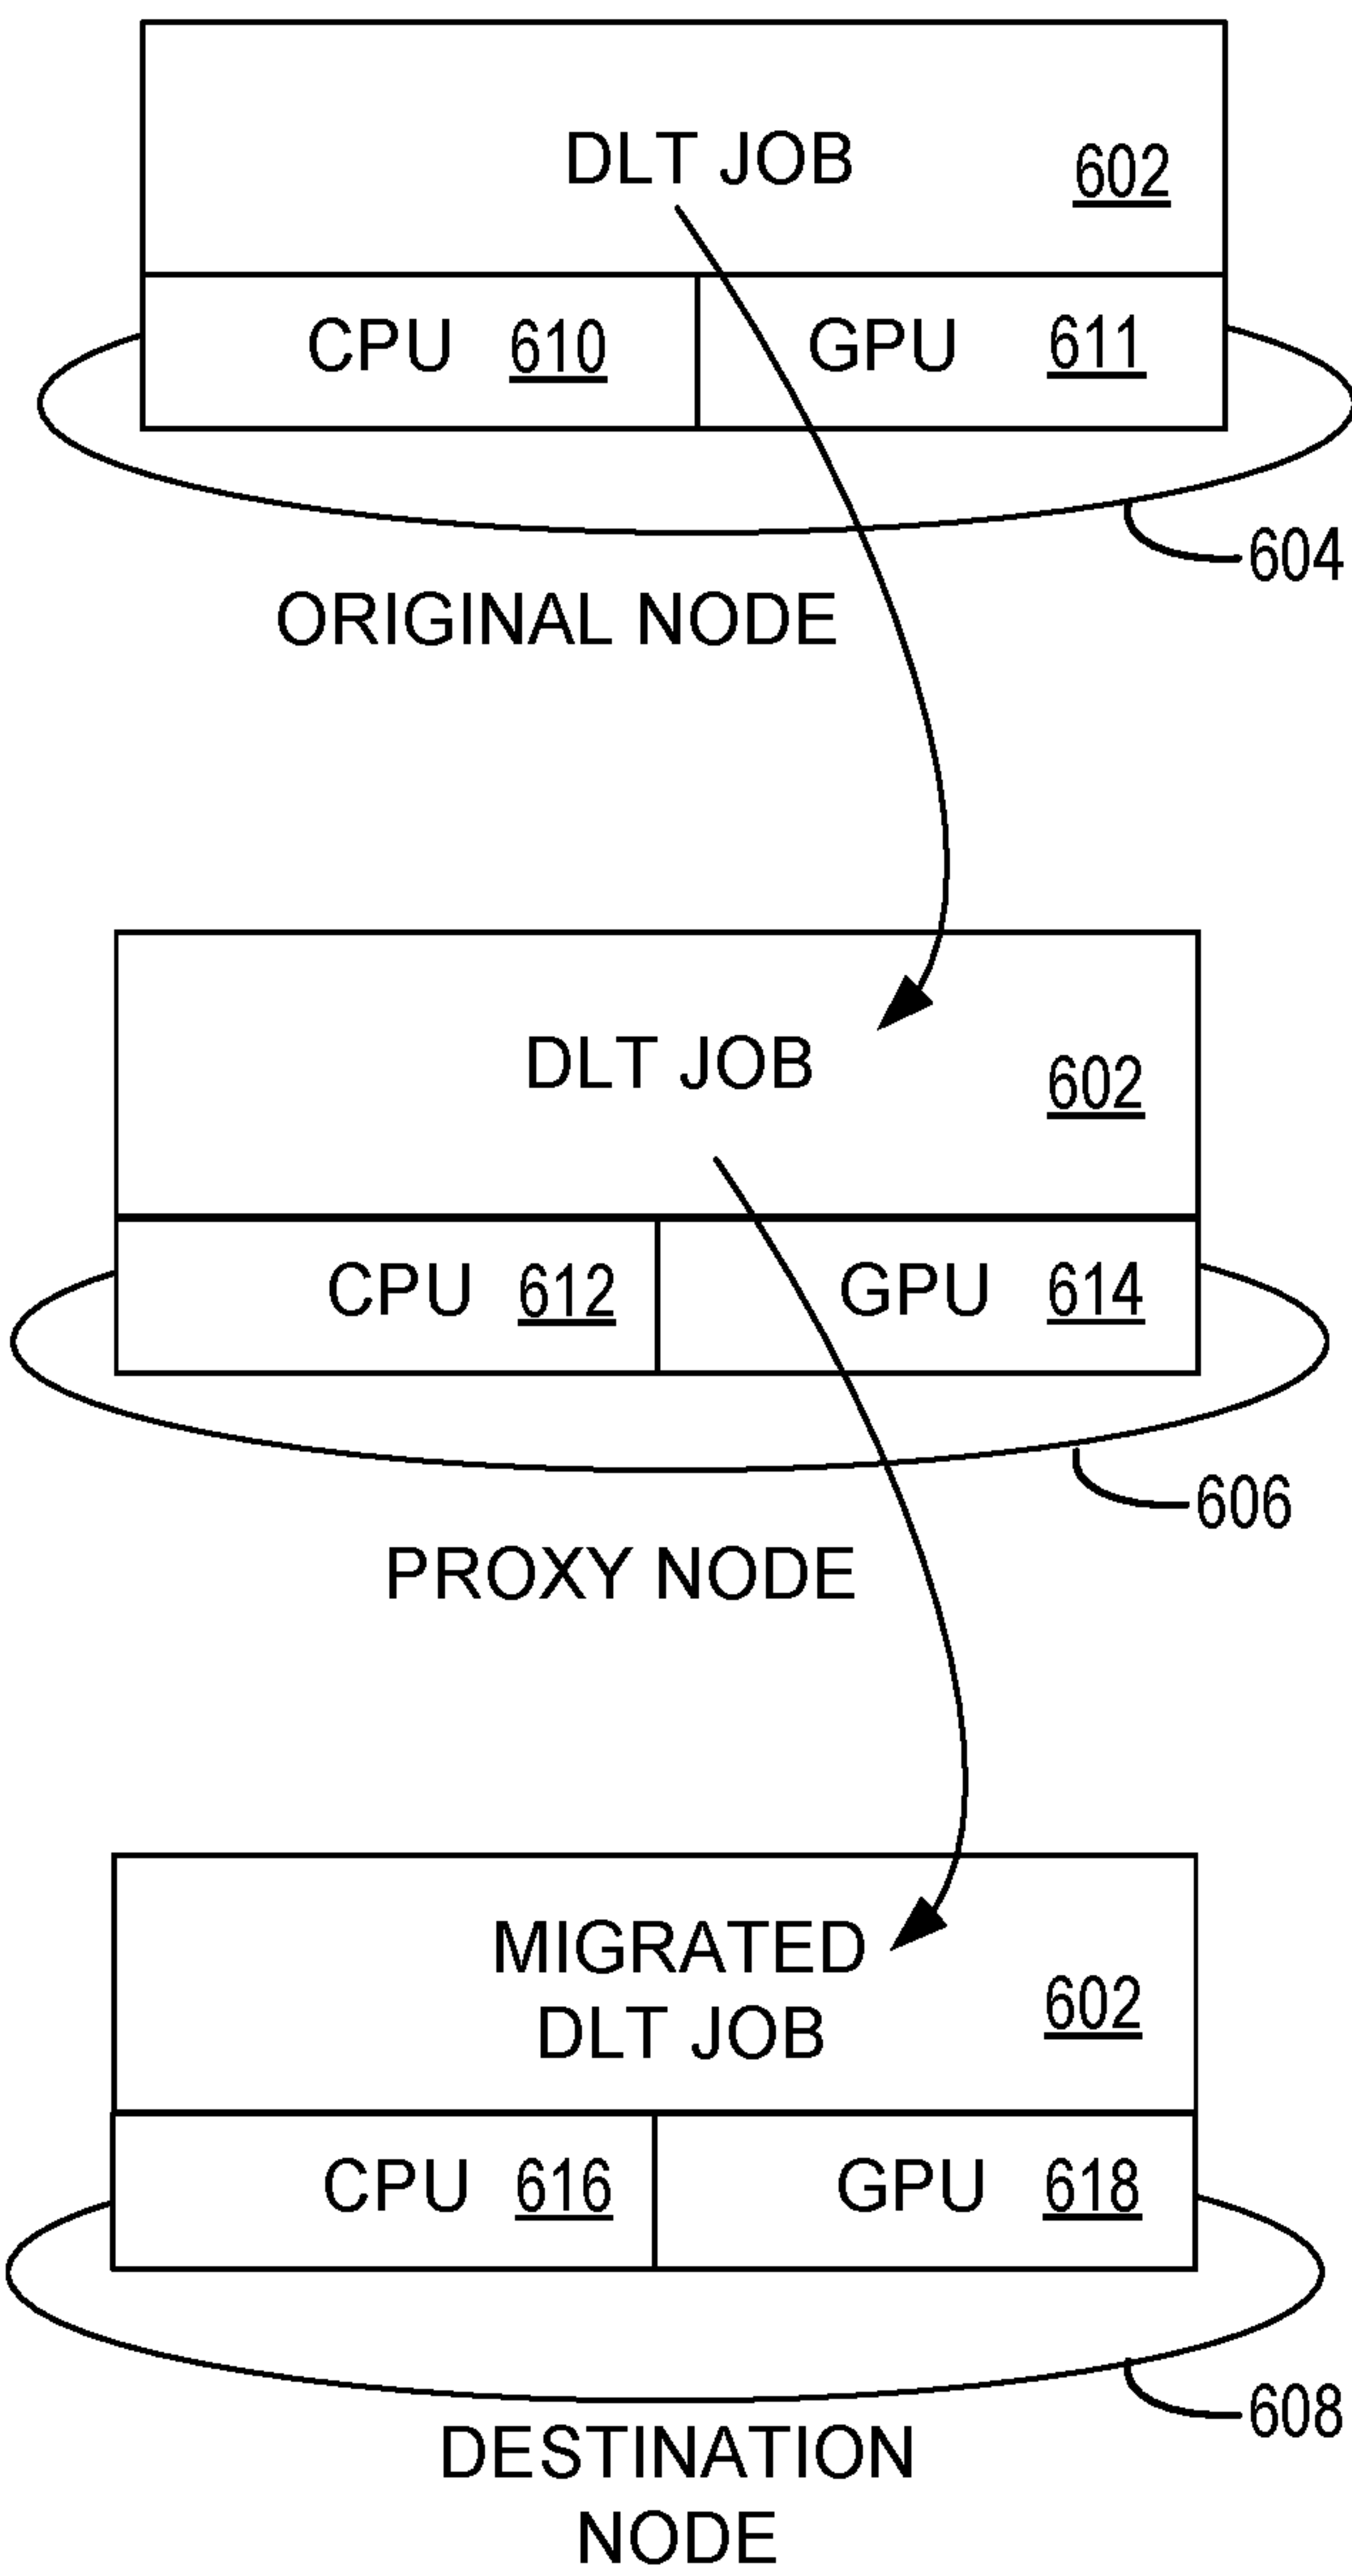 DLT JOB 602
CPU 610 GPU 611
604
ORIGINAL NODE
DLT JOB 602
CPU 612 GPU 614
606
PROXY NODE
MIGRATED
DLT JOB 602
CPU 616 GPU 618
608
DESTINATION
NODE